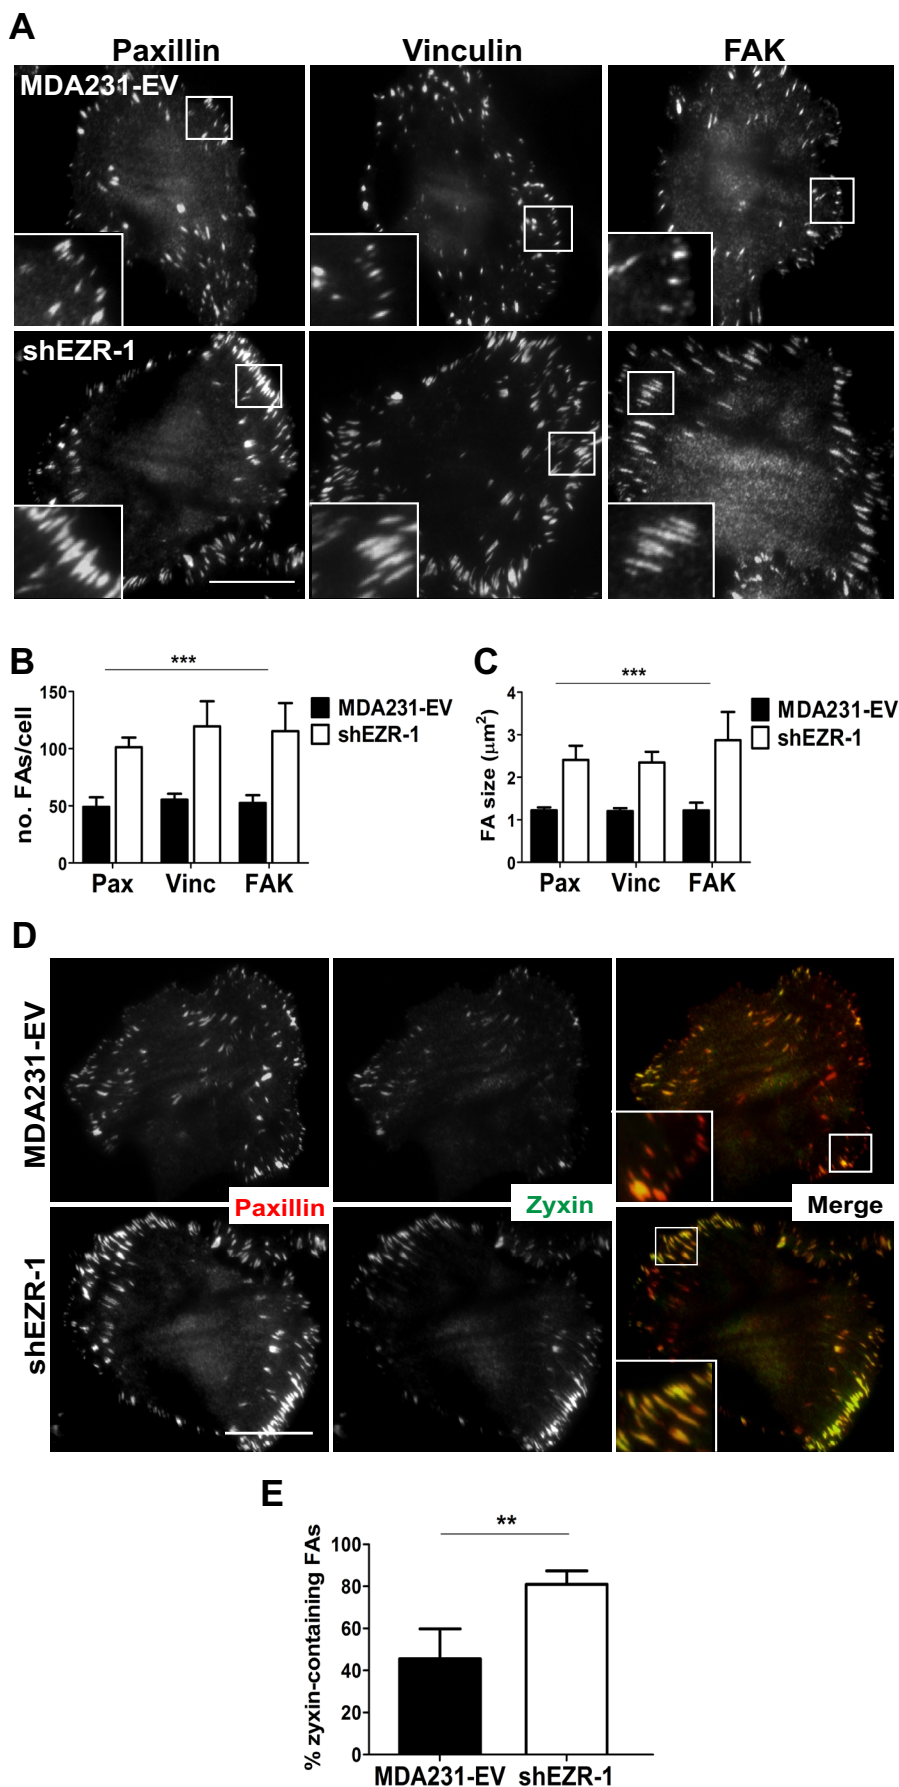 A
Paxillin Vinculin FAK
MDA231-EV
shEZR-1
B
***
no. FAs/cell
150
100
50
0
Pax Vinc FAK
MDA231-EV
shEZR-1
C
***
FA size (μm²)
4
3
2
1
0
Pax Vinc FAK
MDA231-EV
shEZR-1
D
MDA231-EV
Paxillin Zyxin Merge
shEZR-1
E
**
% zyxin-containing FAs
100
80
60
40
20
0
MDA231-EV shEZR-1